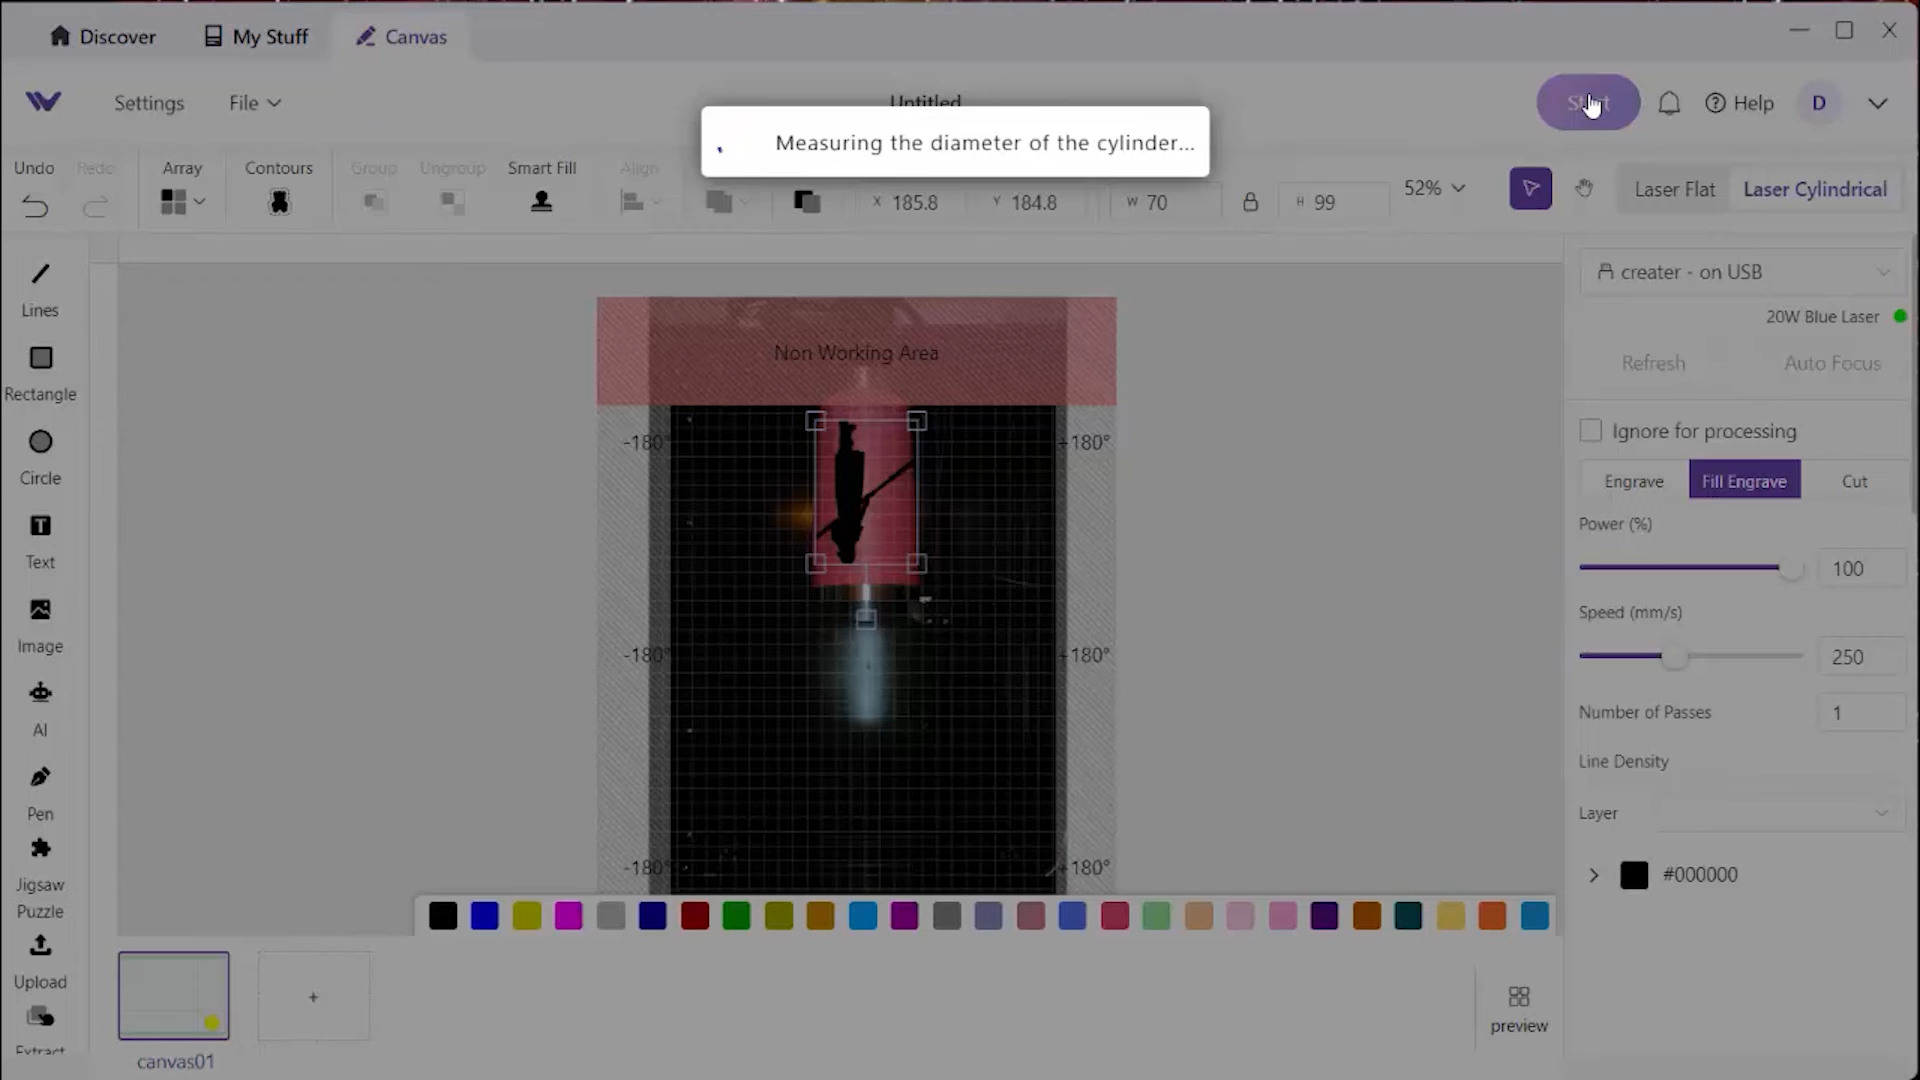 Discover
My Stuff
Canvas
Settings
File
Untitled
Start
Help
D
Measuring the diameter of the cylinder...
Undo
Redo
Array
Contours
Group
Ungroup
Smart Fill
Align
X 185.8
Y 184.8
W 70
H 99
52%
Laser Flat
Laser Cylindrical
Lines
Rectangle
Circle
Text
Image
AI
Pen
Jigsaw
Puzzle
Upload
Extract
Non Working Area
-180°
+180°
-180°
+180°
-180°
+180°
creater - on USB
20W Blue Laser
Refresh
Auto Focus
Ignore for processing
Engrave
Fill Engrave
Cut
Power (%)
100
Speed (mm/s)
250
Number of Passes
1
Line Density
Layer
#000000
+
canvas01
preview